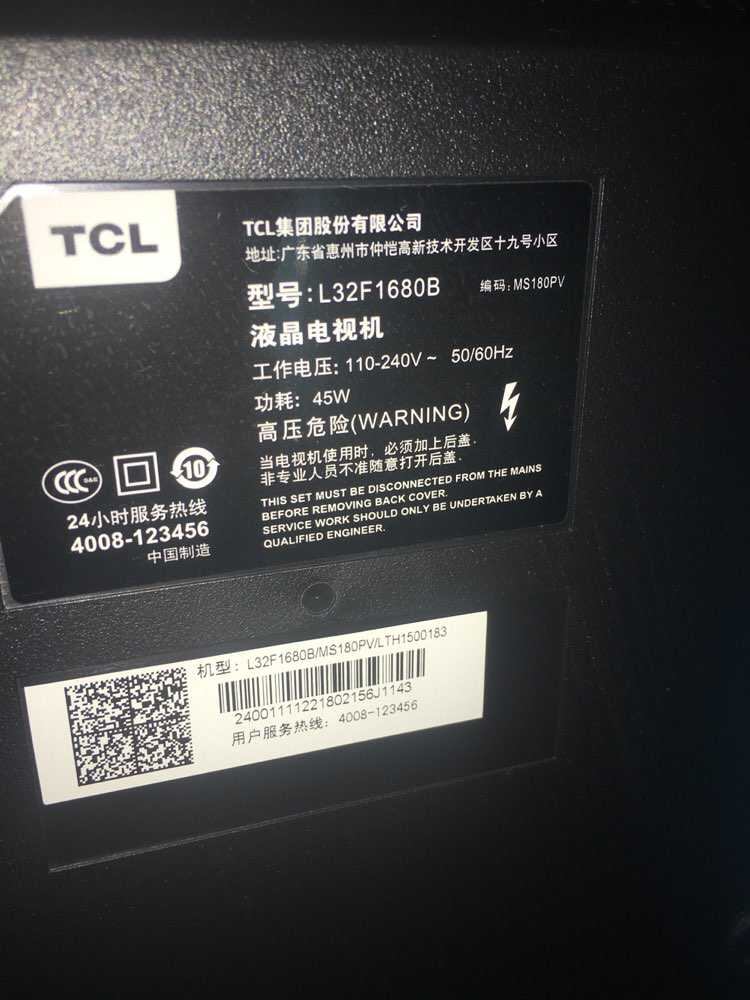 TCL
TCL集团股份有限公司
地址:广东省惠州市仲恺高新技术开发区十九号小区
型号:L32F1680B
编码:MS180PV
液晶电视机
工作电压: 110-240V ~ 50/60Hz
功耗: 45W
高压危险(WARNING)
当电视机使用时，必须加上后盖.
非专业人员不准随意打开后盖.
THIS SET MUST BE DISCONNECTED FROM THE MAINS
BEFORE REMOVING BACK COVER.
SERVICE WORK SHOULD ONLY BE UNDERTAKEN BY A
QUALIFIED ENGINEER.
CCC S&E
10
24小时服务热线
4008-123456
中国制造
机型: L32F1680B/MS180PV/LTH1500183
24001111221802156J1143
用户服务热线: 4008-123456